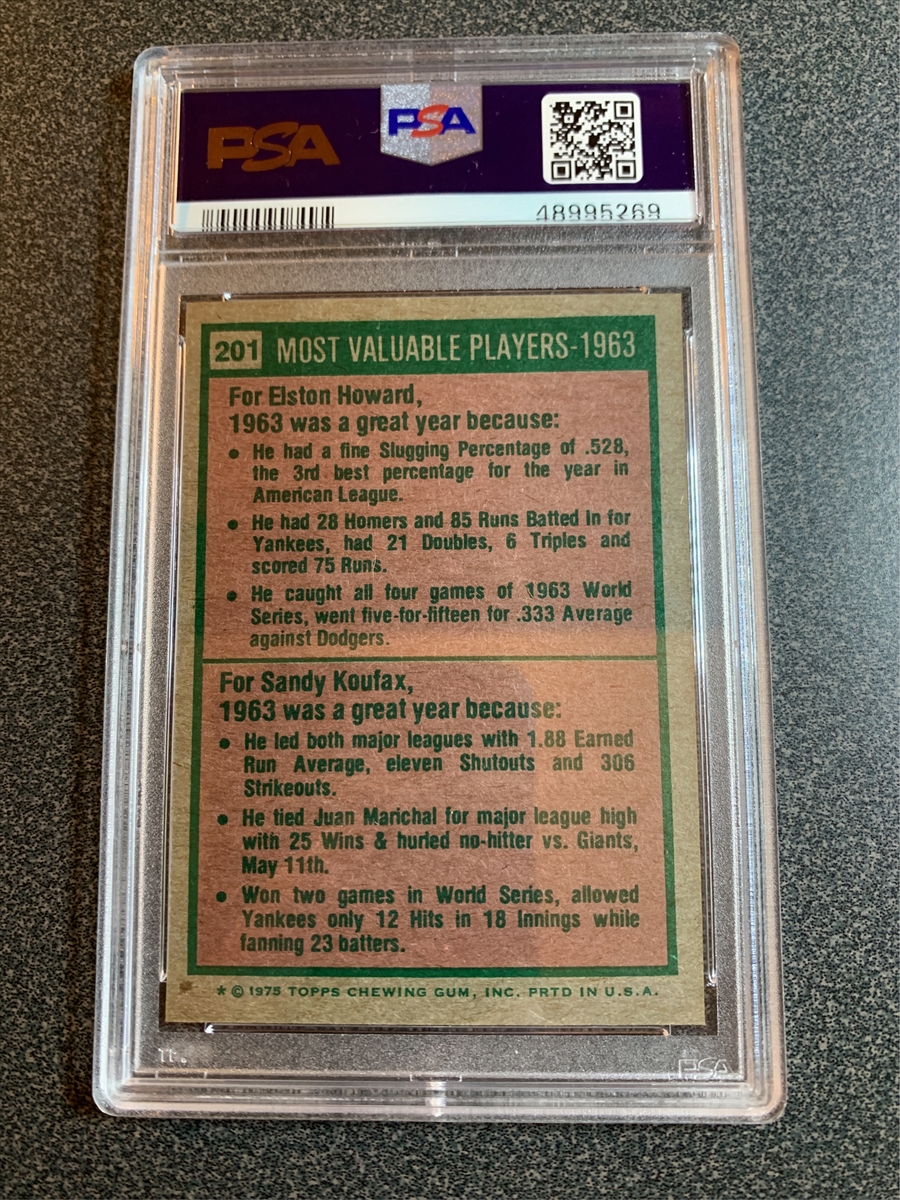 PSA
PSA
48995269
201 MOST VALUABLE PLAYERS-1963
For Elston Howard,
1963 was a great year because:
• He had a fine Slugging Percentage of .528,
the 3rd best percentage for the year in
American League.
• He had 28 Homers and 85 Runs Batted In for
Yankees, had 21 Doubles, 6 Triples and
scored 75 Runs.
• He caught all four games of 1963 World
Series, went five-for-fifteen for .333 Average
against Dodgers.
For Sandy Koufax,
1963 was a great year because:
• He led both major leagues with 1.88 Earned
Run Average, eleven Shutouts and 306
Strikeouts.
• He tied Juan Marichal for major league high
with 25 Wins & hurled no-hitter vs. Giants,
May 11th.
• Won two games in World Series, allowed
Yankees only 12 Hits in 18 Innings while
fanning 23 batters.
* © 1975 TOPPS CHEWING GUM, INC. PRTD IN U.S.A.
PSA